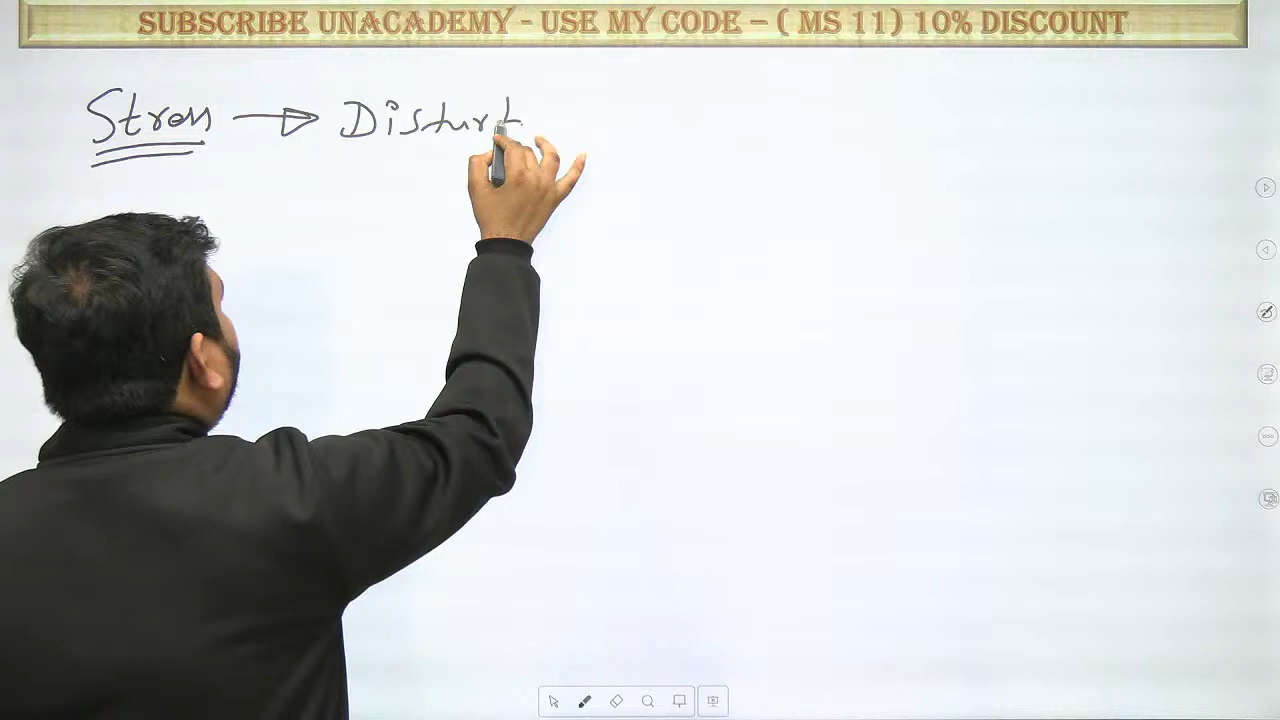 SUBSCRIBE UNACADEMY - USE MY CODE – ( MS 11) 10% DISCOUNT
Stress → Disturb